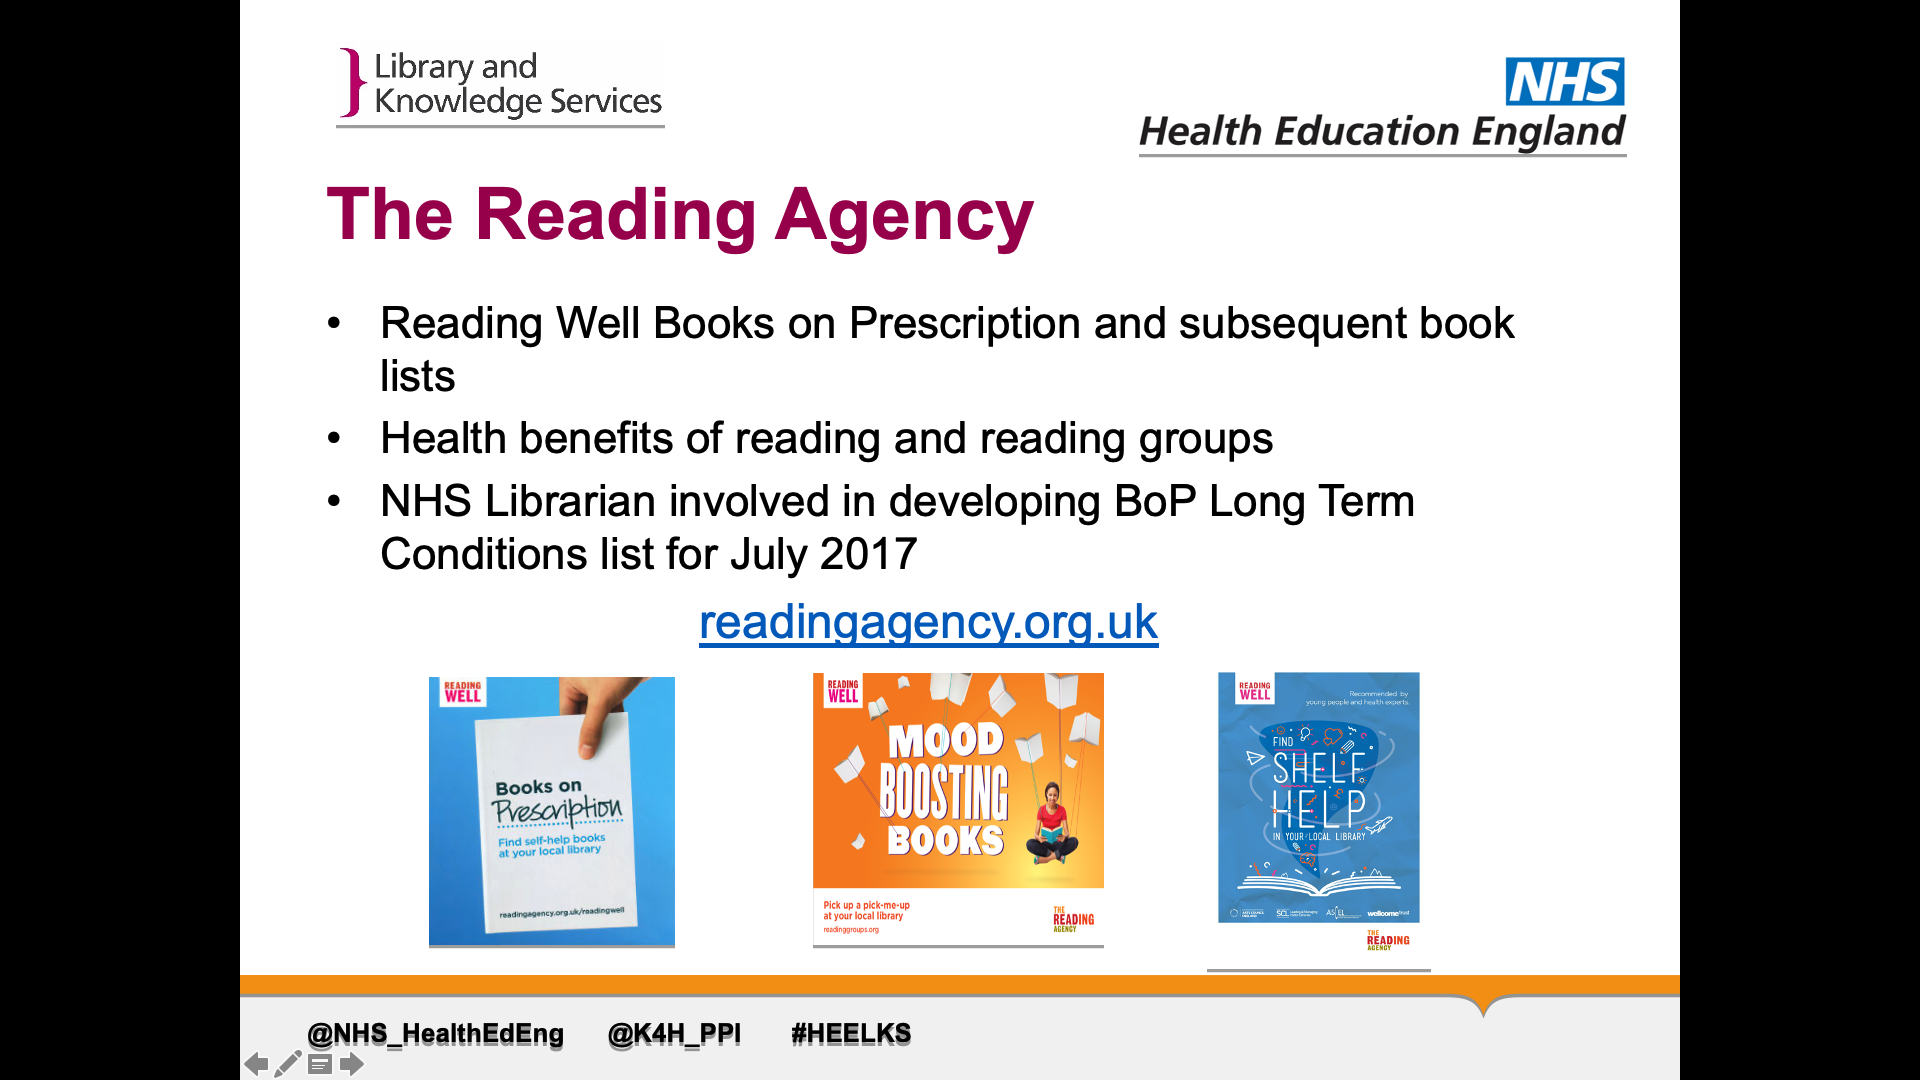 Library and
Knowledge Services
NHS
Health Education England
The Reading Agency
• Reading Well Books on Prescription and subsequent book
lists
• Health benefits of reading and reading groups
• NHS Librarian involved in developing BoP Long Term
Conditions list for July 2017
readingagency.org.uk
READING
WELL
Books on
Prescription
Find self-help books
at your local library
readingagency.org.uk/readingwell
READING
WELL
MOOD
BOOSTING
BOOKS
Pick up a pick-me-up
at your local library
readinggroups.org
THE
READING
AGENCY
READING
WELL
Recommended by
young people and health experts.
FIND
SHELF
HELP
IN YOUR LOCAL LIBRARY
SCL
wellcometrust
THE
READING
AGENCY
@NHS_HealthEdEng @K4H_PPI #HEELKS